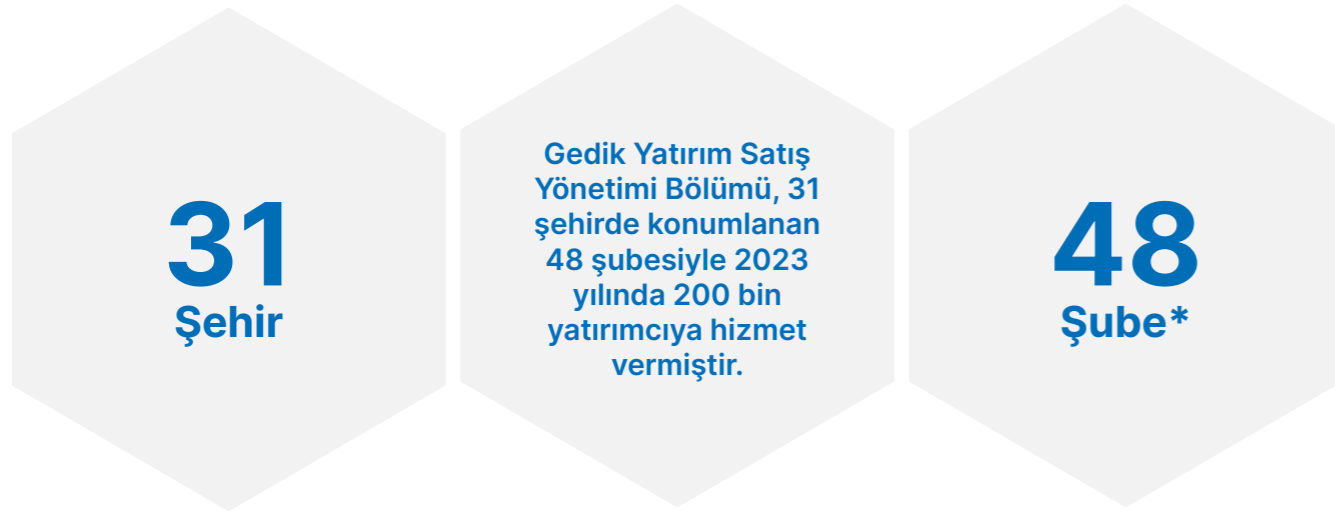 31
Şehir
Gedik Yatırım Satış
Yönetimi Bölümü, 31
şehirde konumlanan
48 şubesiyle 2023
yılında 200 bin
yatırımcıya hizmet
vermiştir.
48
Şube*